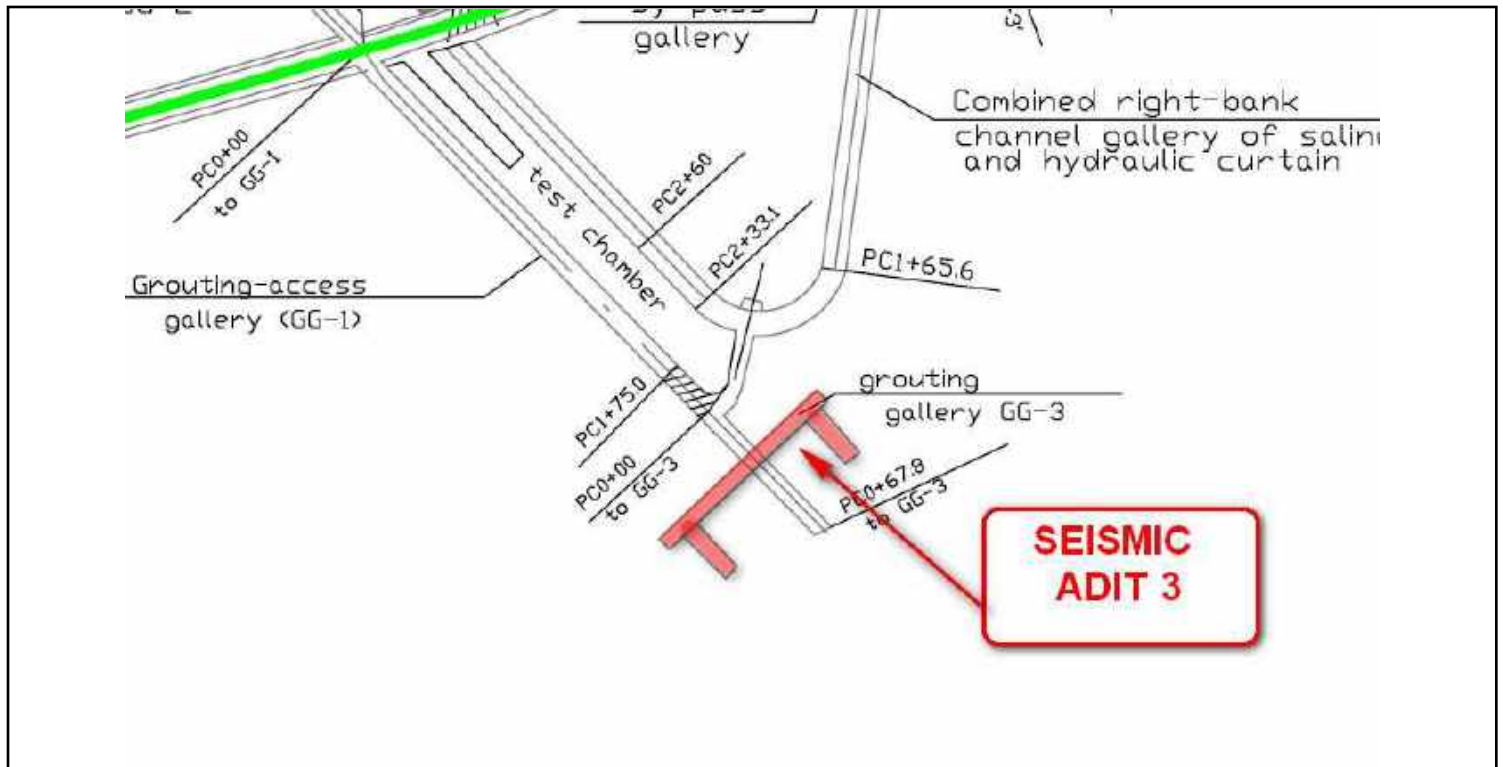 gallery
Combined right-bank
channel gallery of
and hydraulic curtain
PC0+00
to GG-1
test chamber
PC2+60
PC2+33.1
PC1+65.6
Grouting-access
gallery (GG-1)
grouting
gallery GG-3
PC1+75.0
PC0+00
to GG-3
PC0+67.8
to GG-3
SEISMIC
ADIT 3